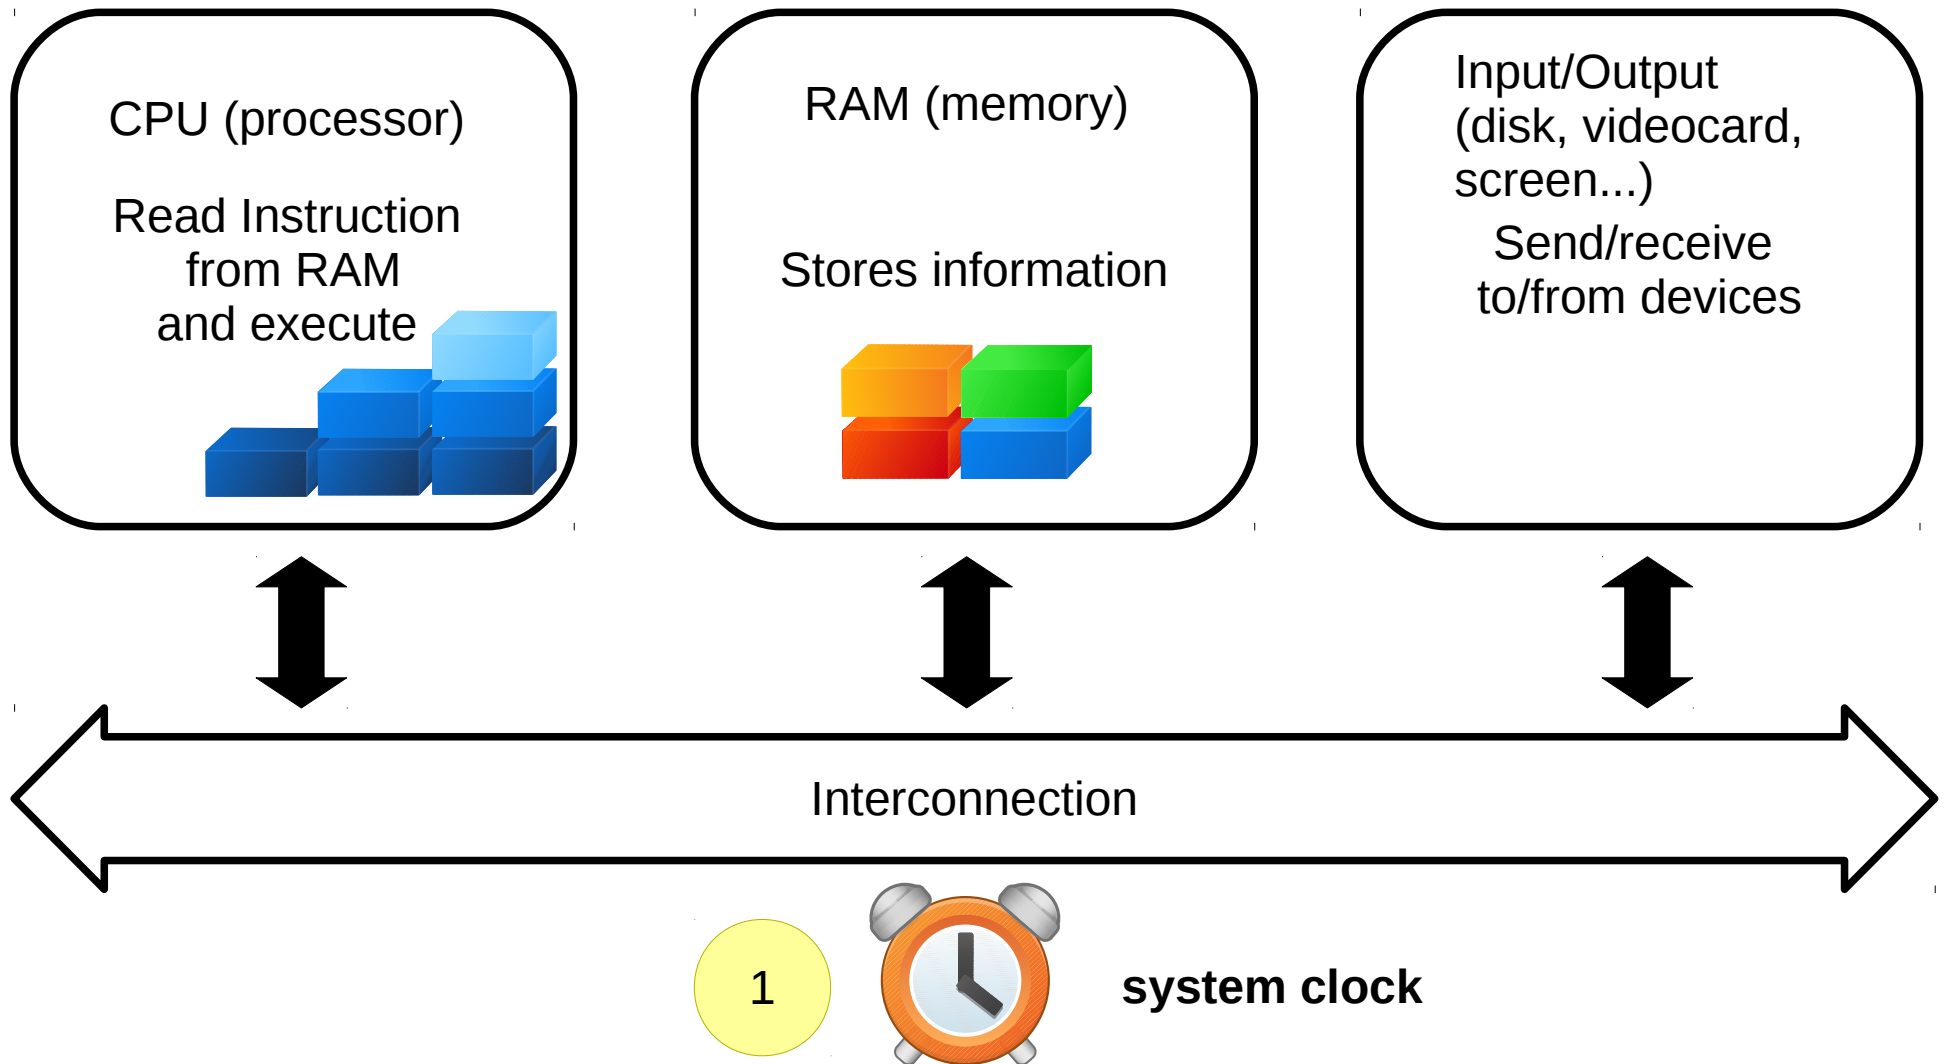 CPU (processor)
Read Instruction
from RAM
and execute
RAM (memory)
Stores information
Input/Output
(disk, videocard,
screen...)
Send/receive
to/from devices
Interconnection
1
system clock